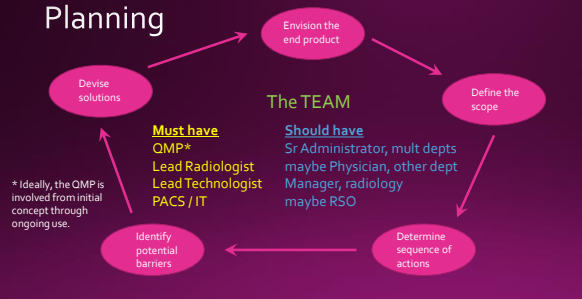 Planning
Envision the
end product
Define the
scope
Determine
sequence of
actions
Identify
potential
barriers
Devise
solutions
The TEAM
Must have
QMP*
Lead Radiologist
Lead Technologist
PACS / IT
Should have
Sr Administrator, mult depts
maybe Physician, other dept
Manager, radiology
maybe RSO
* Ideally, the QMP is
involved from initial
concept through
ongoing use.